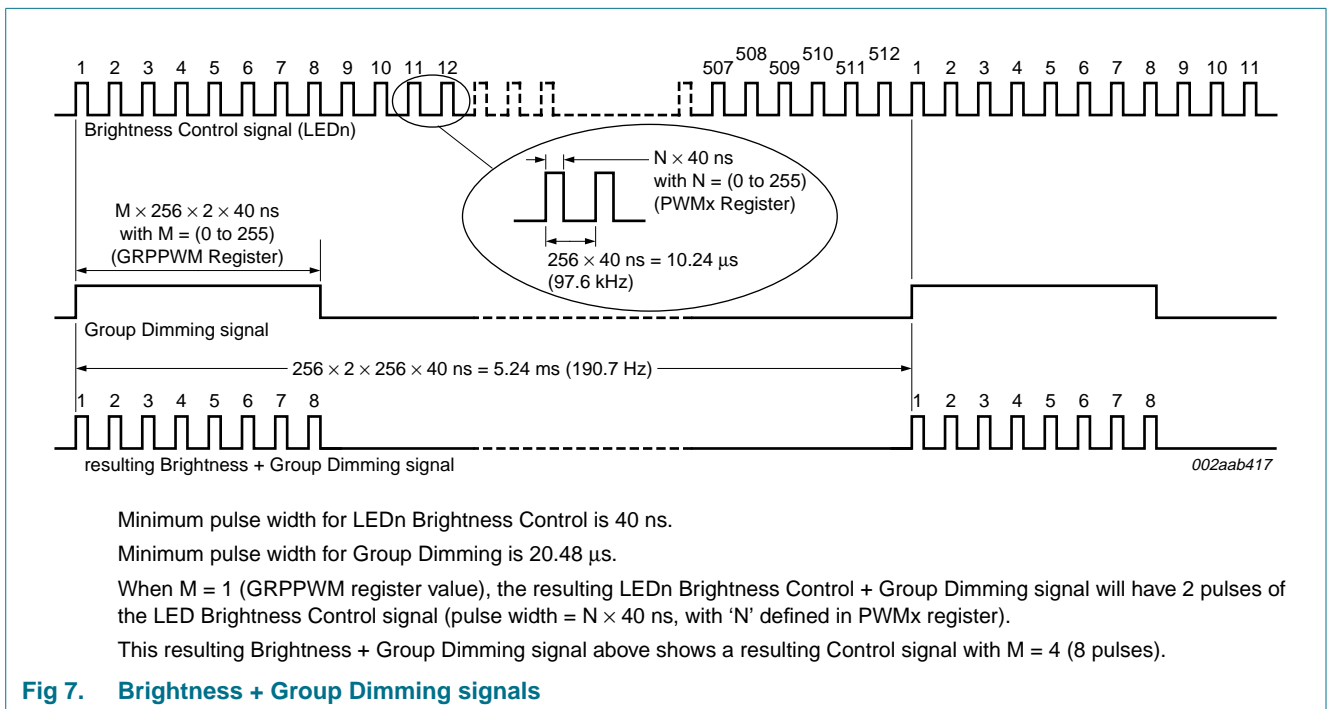 1 2 3 4 5 6 7 8 9 10 11 12 507 508 509 510 511 512 1 2 3 4 5 6 7 8 9 10 11
Brightness Control signal (LEDn)
N × 40 ns
with N = (0 to 255)
(PWMx Register)
256 × 40 ns = 10.24 μs
(97.6 kHz)
M × 256 × 2 × 40 ns
with M = (0 to 255)
(GRPPWM Register)
Group Dimming signal
256 × 2 × 256 × 40 ns = 5.24 ms (190.7 Hz)
1 2 3 4 5 6 7 8 1 2 3 4 5 6 7 8
resulting Brightness + Group Dimming signal
002aab417
Minimum pulse width for LEDn Brightness Control is 40 ns.
Minimum pulse width for Group Dimming is 20.48 μs.
When M = 1 (GRPPWM register value), the resulting LEDn Brightness Control + Group Dimming signal will have 2 pulses of
the LED Brightness Control signal (pulse width = N × 40 ns, with ‘N’ defined in PWMx register).
This resulting Brightness + Group Dimming signal above shows a resulting Control signal with M = 4 (8 pulses).
Fig 7. Brightness + Group Dimming signals